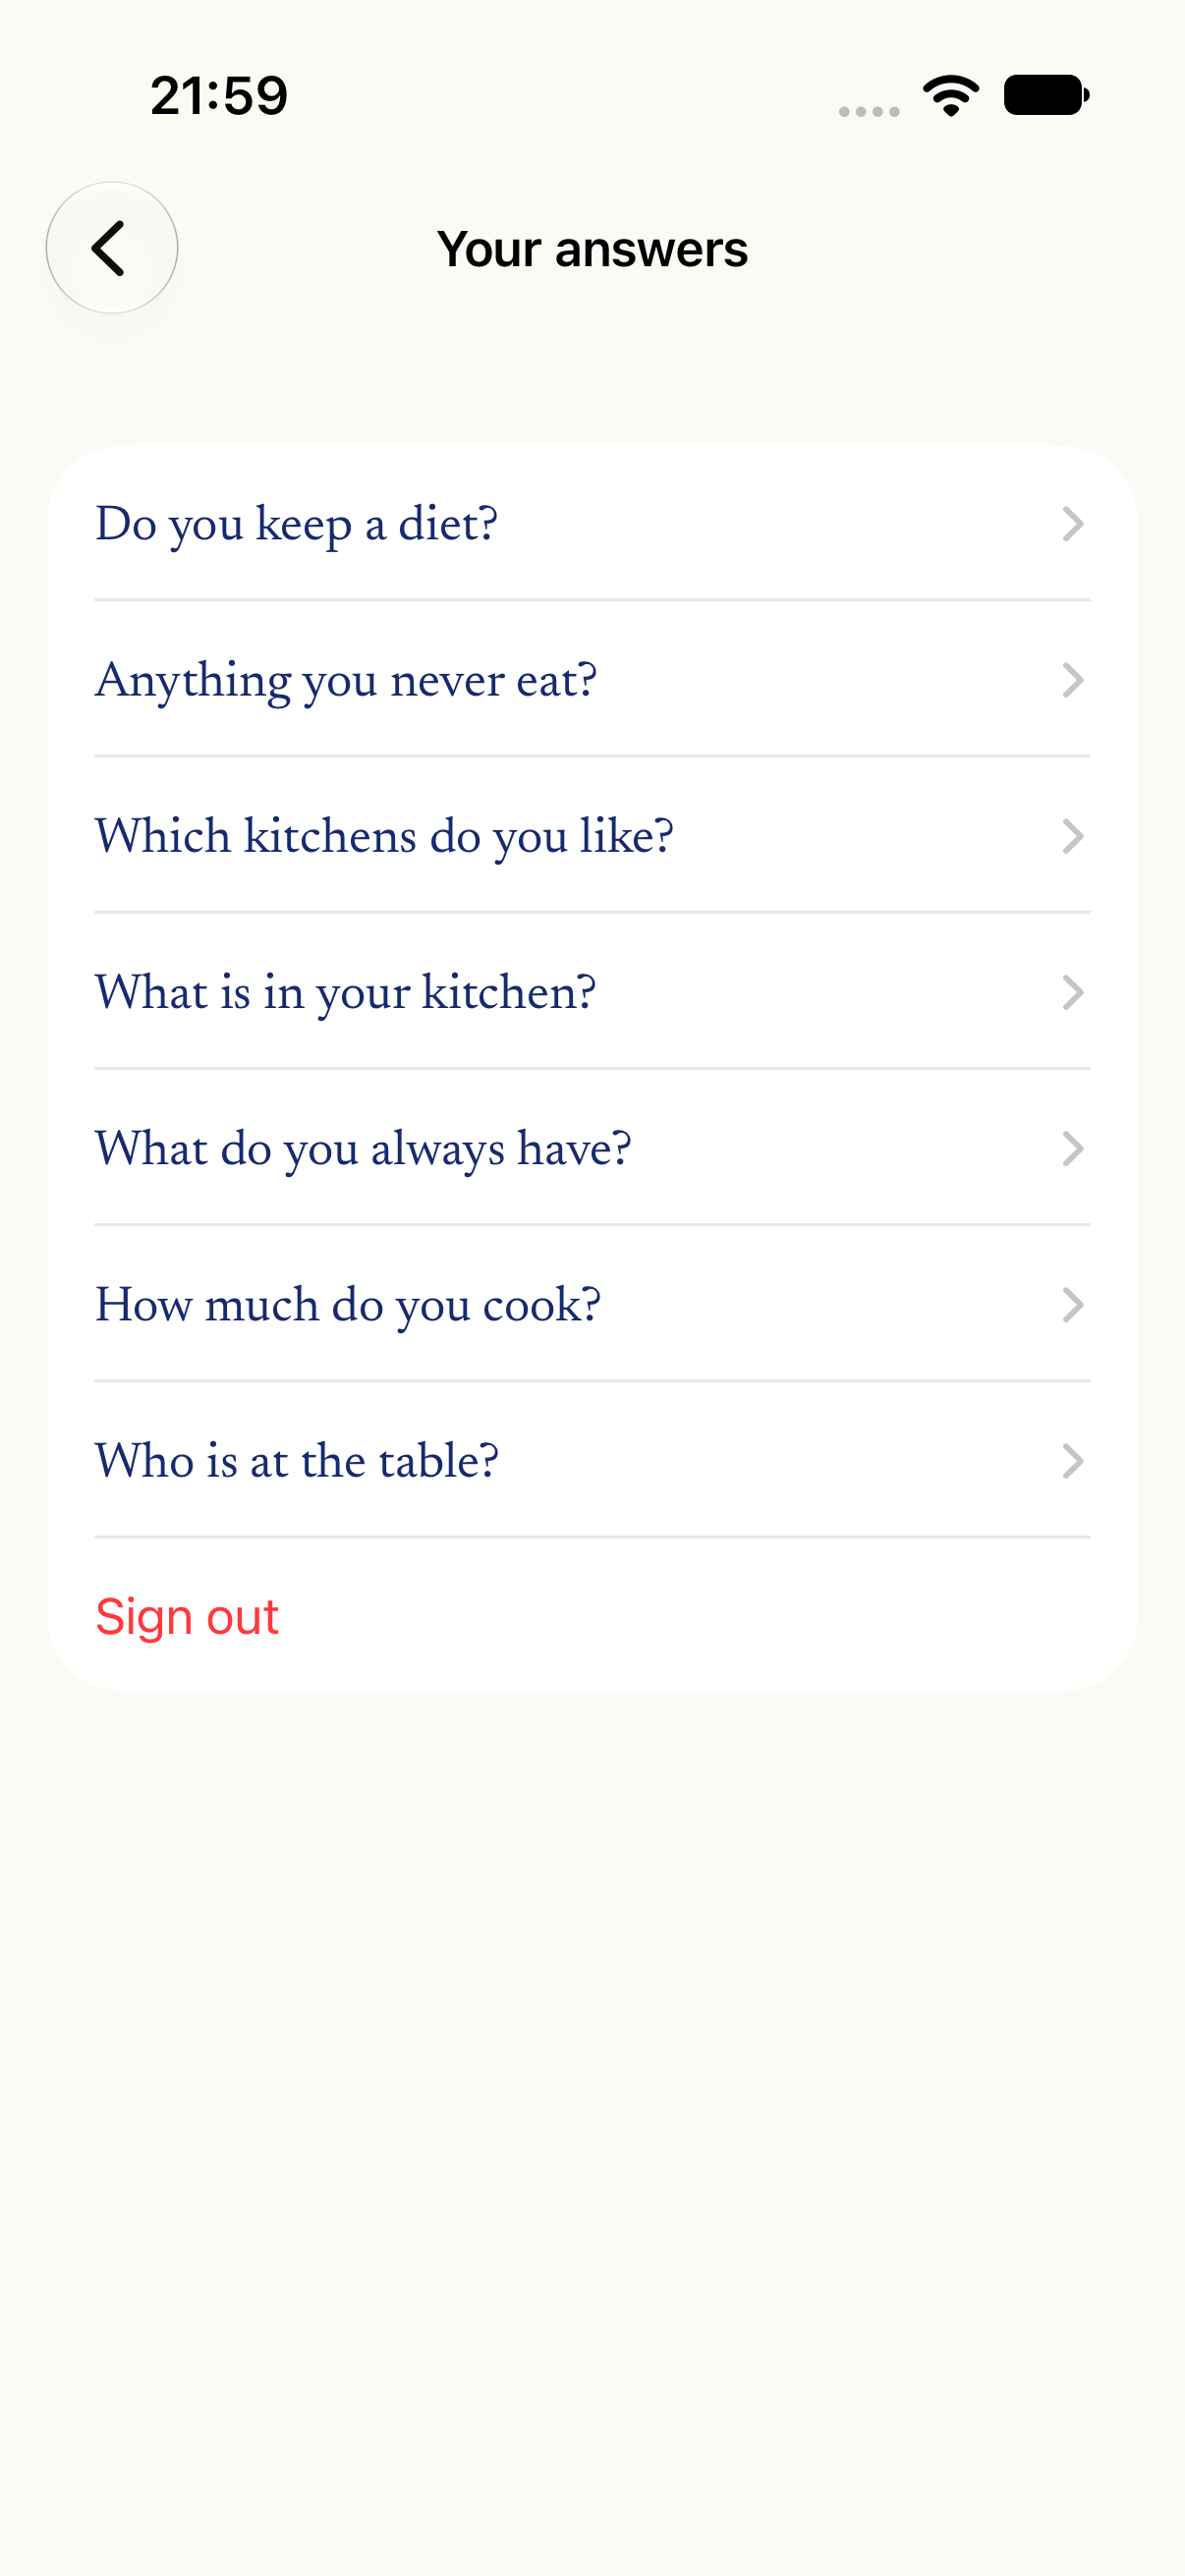 21:59
Your answers
Do you keep a diet?
Anything you never eat?
Which kitchens do you like?
What is in your kitchen?
What do you always have?
How much do you cook?
Who is at the table?
Sign out